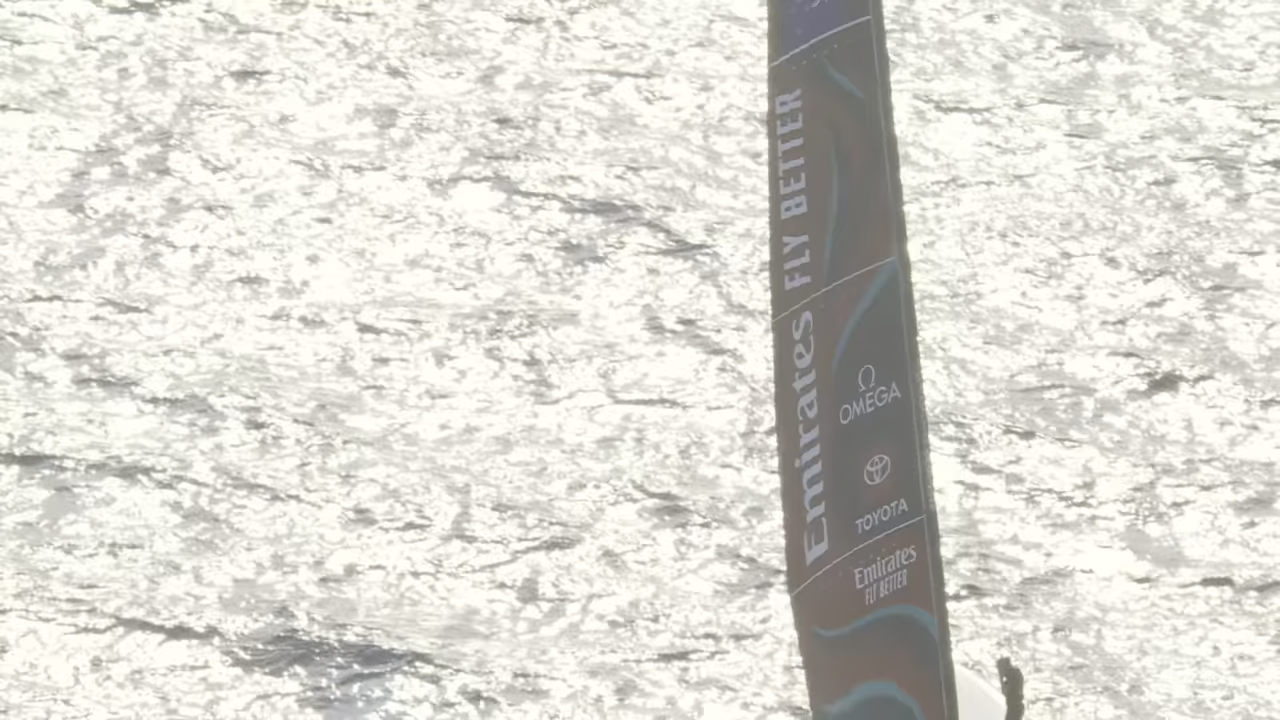 Emirates FLY BETTER
Ω
OMEGA
TOYOTA
Emirates
FLY BETTER